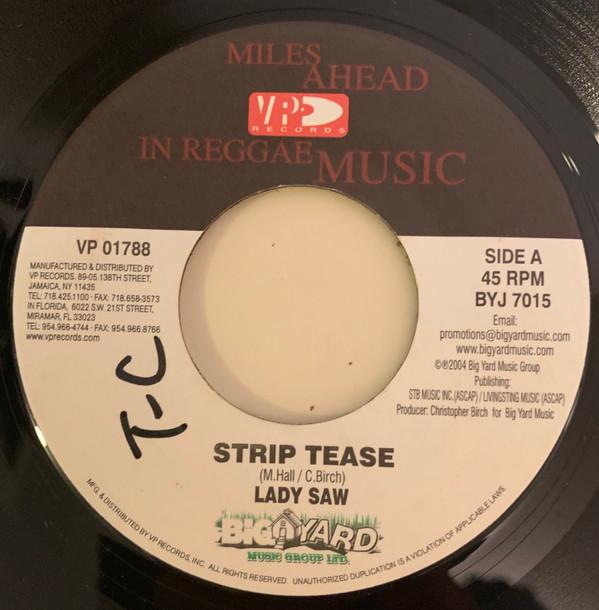 MILES
AHEAD
VP
RECORDS
IN REGGAE MUSIC
VP 01788
MANUFACTURED & DISTRIBUTED BY
VP RECORDS. 89-05 138TH STREET,
JAMAICA, NY 11435
TEL: 718.425.1100 · FAX: 718.658-3573
IN FLORIDA, 6022 S.W. 21ST STREET,
MIRAMAR, FL 33023
TEL: 954.966-4744 · FAX: 954.966.8766
www.vprecords.com
SIDE A
45 RPM
BYJ 7015
Email:
promotions@bigyardmusic.com
www.bigyardmusic.com
©℗2004 Big Yard Music Group
Publishing:
STB MUSIC INC.(ASCAP) / LIVINGSTING MUSIC (ASCAP)
Producer: Christopher Birch for Big Yard Music
T-C
STRIP TEASE
(M.Hall / C.Birch)
LADY SAW
BIG YARD
MUSIC GROUP LTD.
MFG. & DISTRIBUTED BY VP RECORDS, INC. ALL RIGHTS RESERVED. UNAUTHORIZED DUPLICATION IS A VIOLATION OF APPLICABLE LAWS